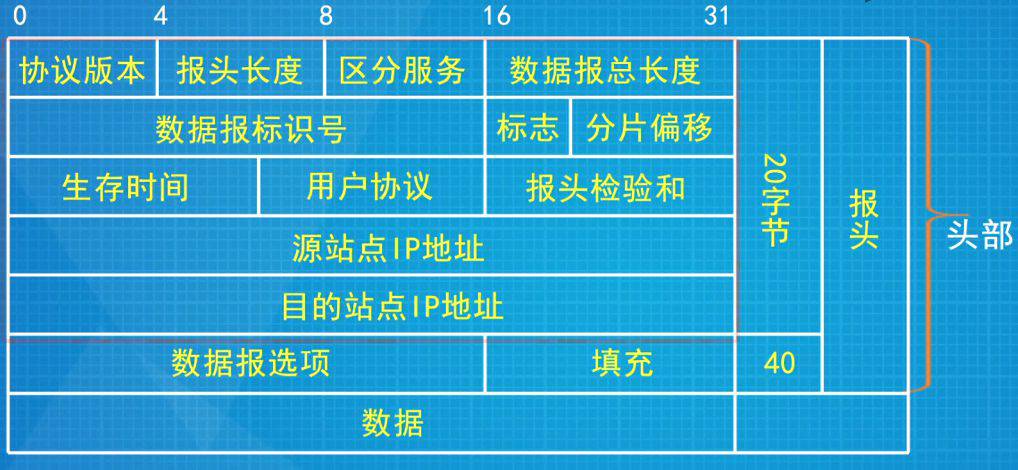 0 4 8 16 31
协议版本 报头长度 区分服务 数据报总长度
数据报标识号 标志 分片偏移
生存时间 用户协议 报头检验和
源站点IP地址
目的站点IP地址
20字节
报头
头部
数据报选项 填充 40
数据